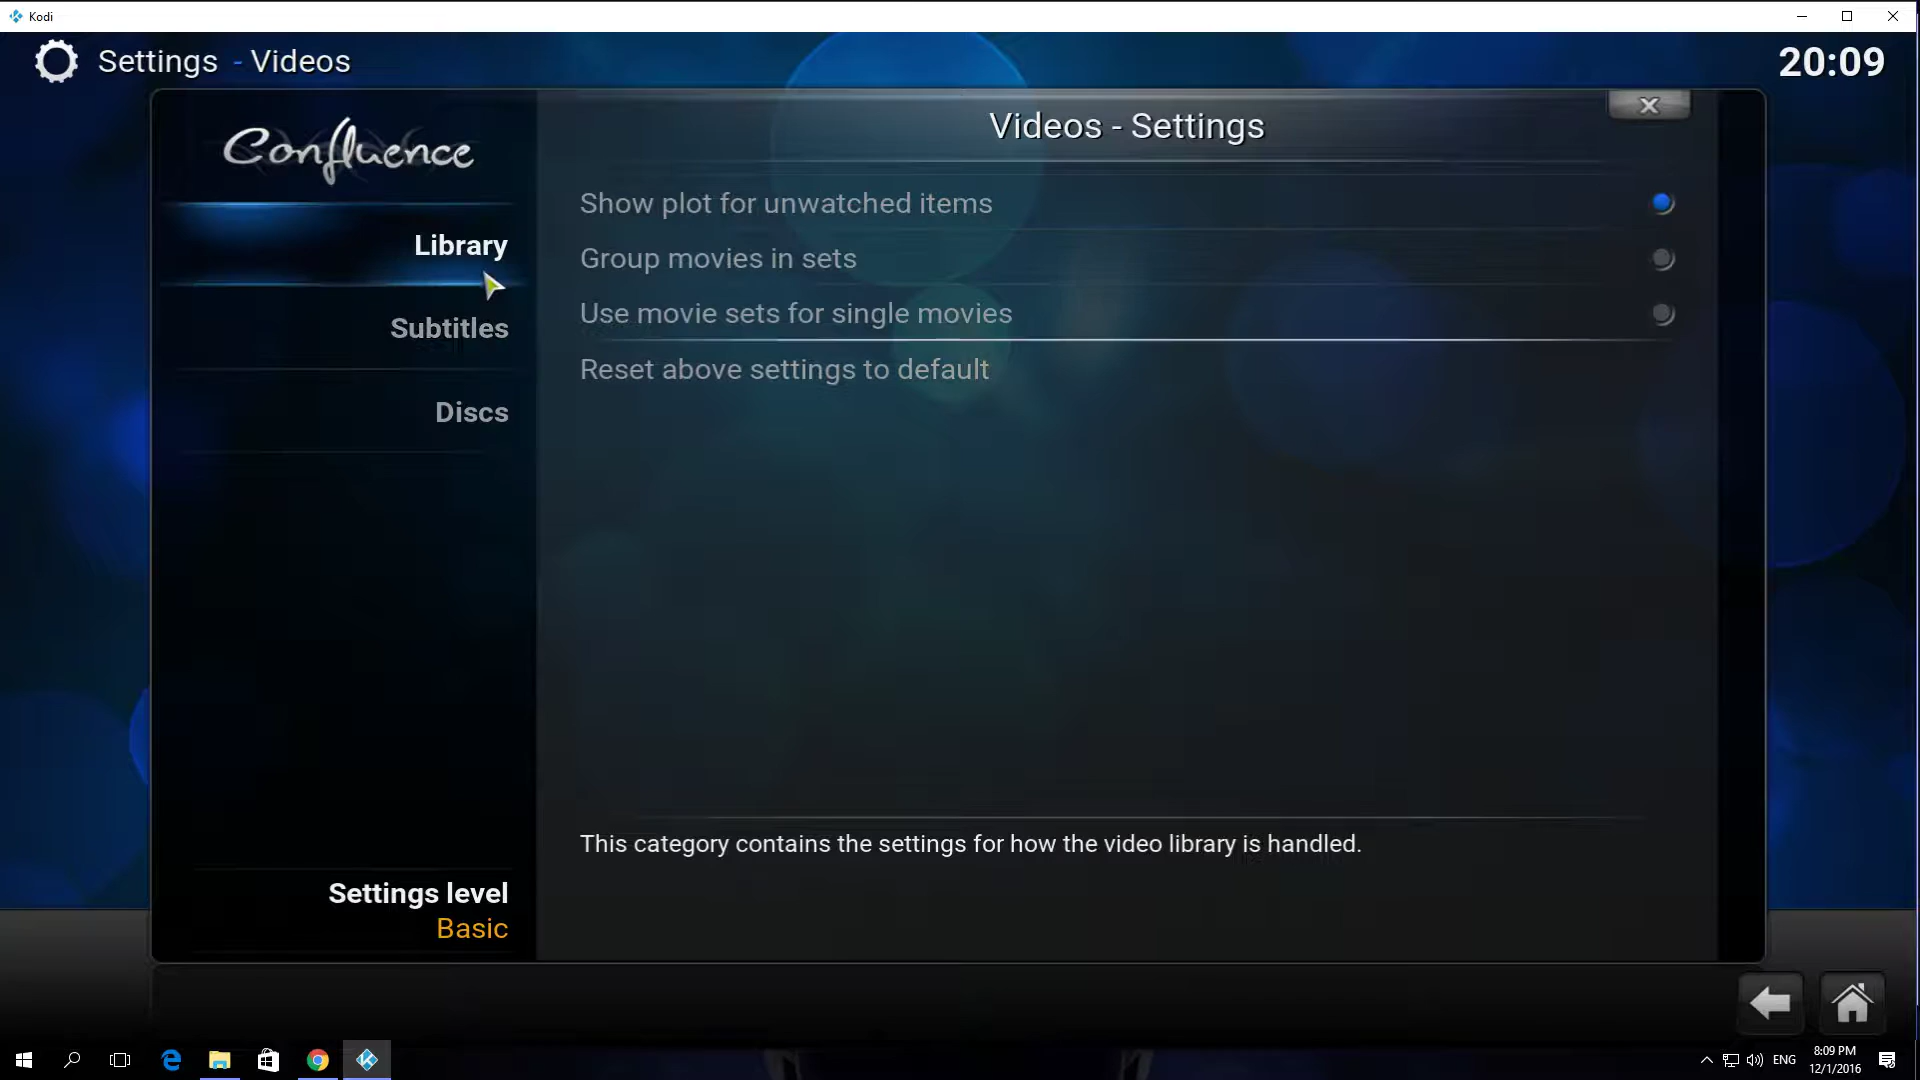 Kodi
Settings - Videos
20:09
Confluence
Videos - Settings
Library
Subtitles
Discs
Show plot for unwatched items
Group movies in sets
Use movie sets for single movies
Reset above settings to default
This category contains the settings for how the video library is handled.
Settings level
Basic
ENG
8:09 PM
12/1/2016